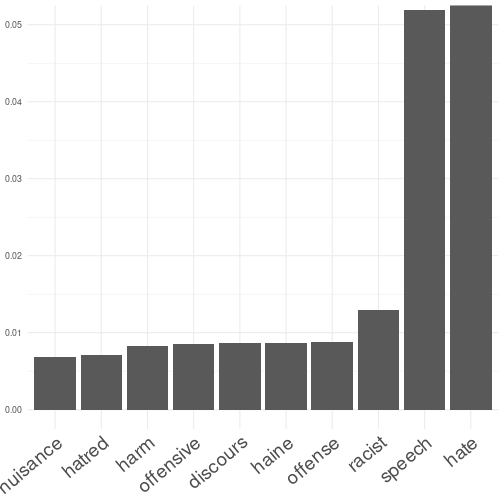 0.05
0.04
0.03
0.02
0.01
0.00
nuisance
hatred
harm
offensive
discours
haine
offense
racist
speech
hate